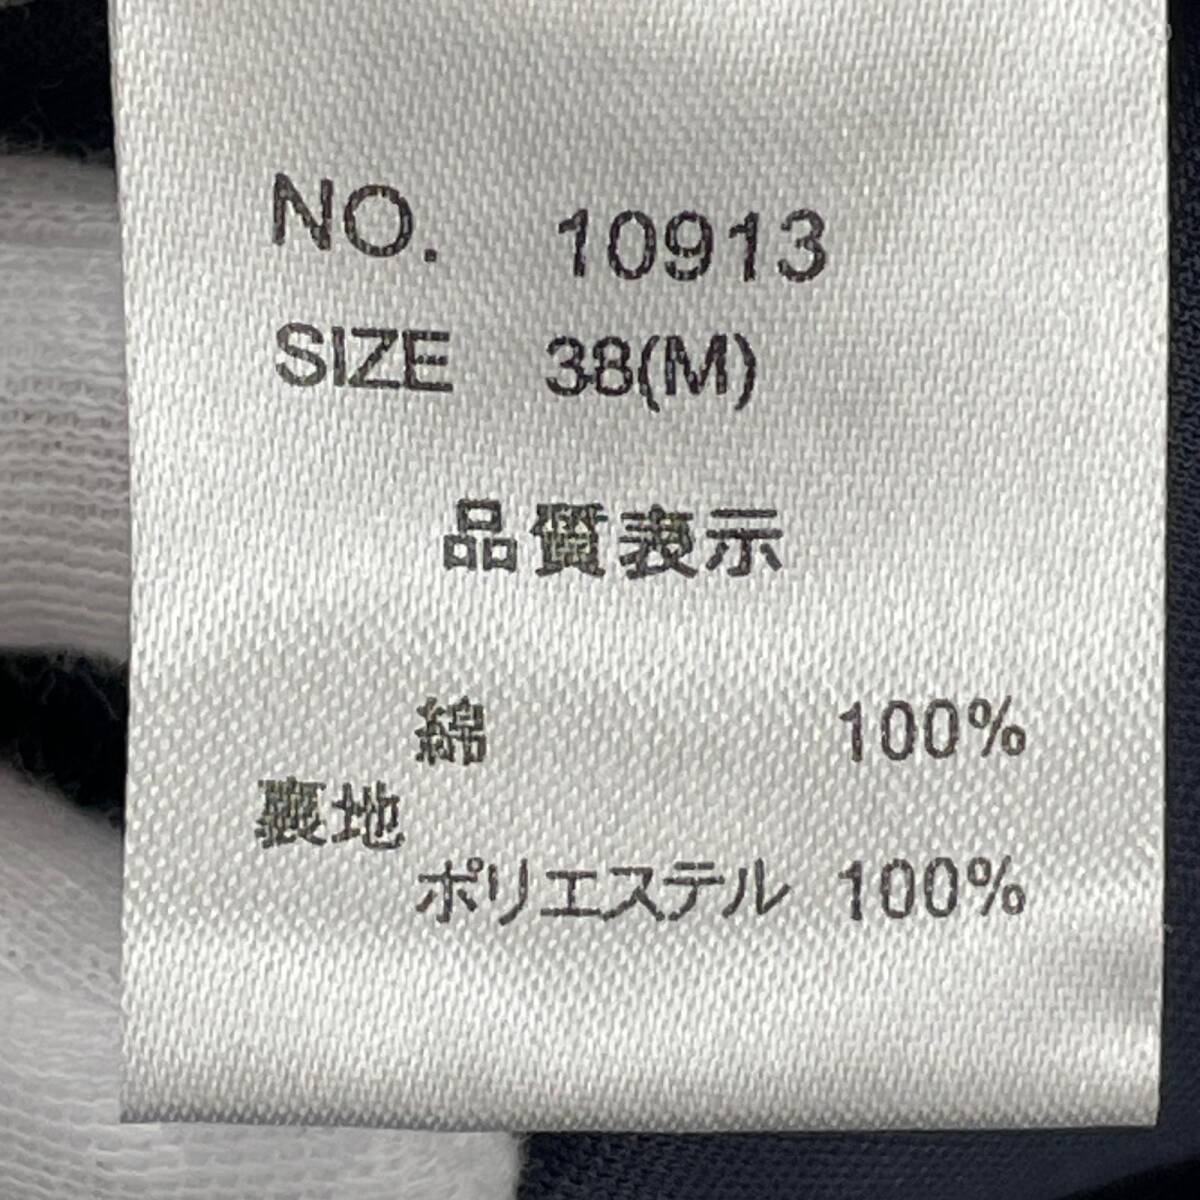 NO. 10913
SIZE 38(M)
品質表示
綿 100%
裏地
ポリエステル 100%